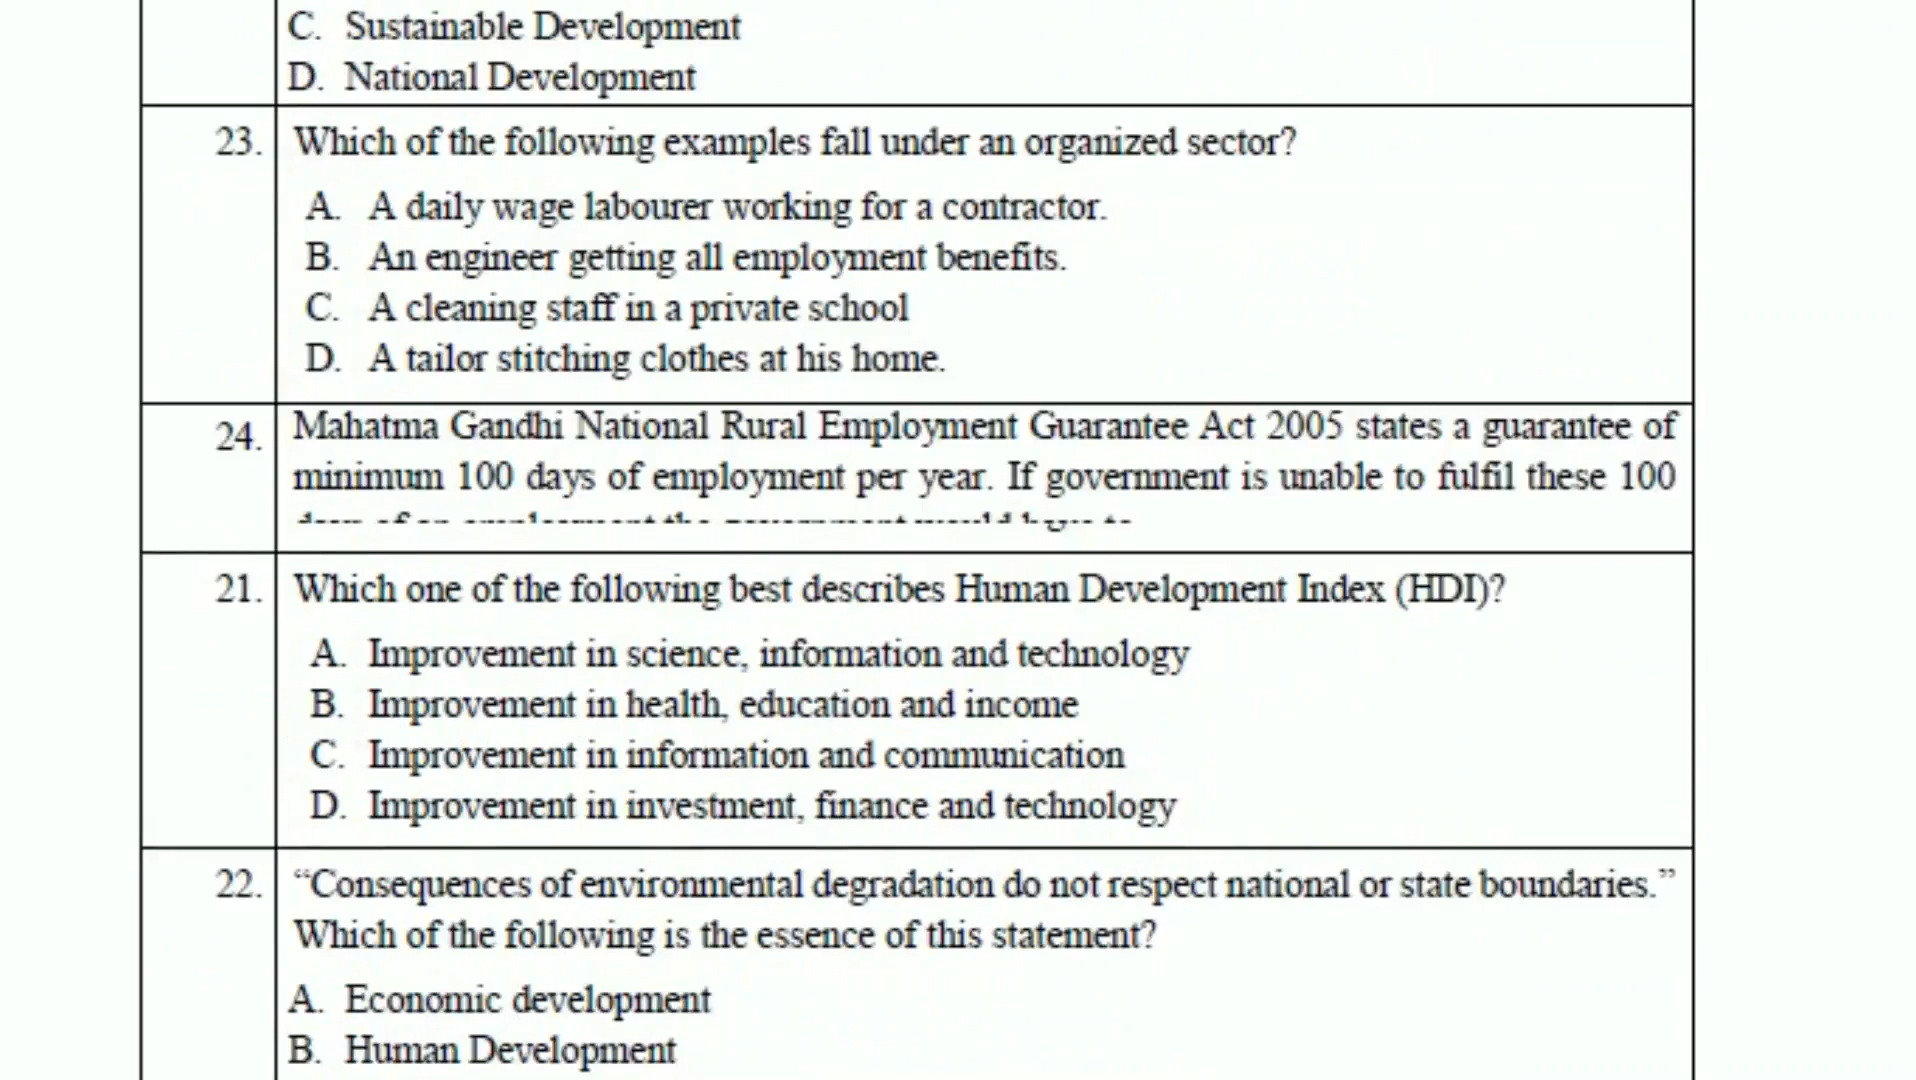 C. Sustainable Development
D. National Development
23. Which of the following examples fall under an organized sector?
A. A daily wage labourer working for a contractor.
B. An engineer getting all employment benefits.
C. A cleaning staff in a private school
D. A tailor stitching clothes at his home.
24. Mahatma Gandhi National Rural Employment Guarantee Act 2005 states a guarantee of
minimum 100 days of employment per year. If government is unable to fulfil these 100
21. Which one of the following best describes Human Development Index (HDI)?
A. Improvement in science, information and technology
B. Improvement in health, education and income
C. Improvement in information and communication
D. Improvement in investment, finance and technology
22. “Consequences of environmental degradation do not respect national or state boundaries.”
Which of the following is the essence of this statement?
A. Economic development
B. Human Development